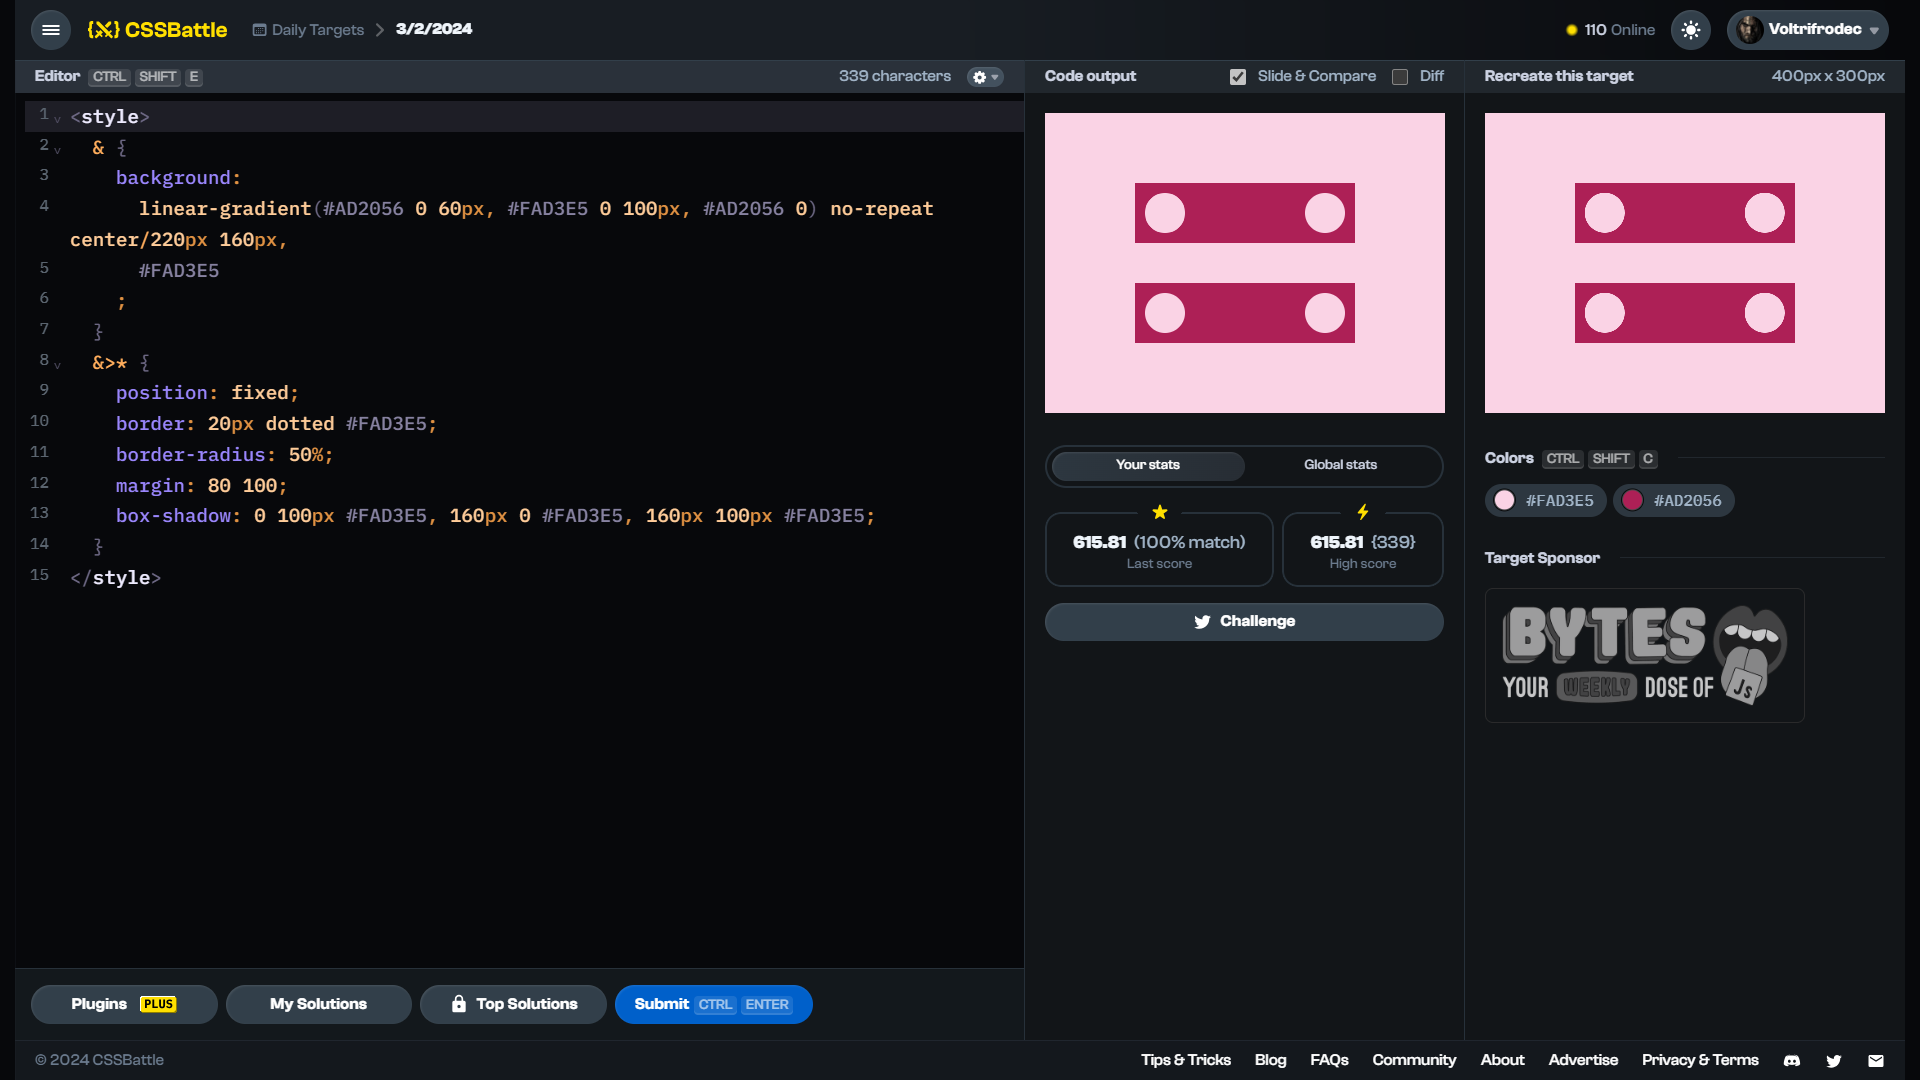 CSSBattle
Daily Targets
3/2/2024
110 Online
Voltrifrodec
Editor CTRL SHIFT E
339 characters
1 <style>
2 & {
3 background:
4 linear-gradient(#AD2056 0 60px, #FAD3E5 0 100px, #AD2056 0) no-repeat
center/220px 160px,
5 #FAD3E5
6 ;
7 }
8 &>* {
9 position: fixed;
10 border: 20px dotted #FAD3E5;
11 border-radius: 50%;
12 margin: 80 100;
13 box-shadow: 0 100px #FAD3E5, 160px 0 #FAD3E5, 160px 100px #FAD3E5;
14 }
15 </style>
Plugins PLUS
My Solutions
Top Solutions
Submit CTRL ENTER
Code output
Slide & Compare
Diff
Your stats
Global stats
615.81 (100% match)
Last score
615.81 {339}
High score
Challenge
Recreate this target
400px x 300px
Colors CTRL SHIFT C
#FAD3E5
#AD2056
Target Sponsor
BYTES
YOUR WEEKLY DOSE OF JS
© 2024 CSSBattle
Tips & Tricks
Blog
FAQs
Community
About
Advertise
Privacy & Terms